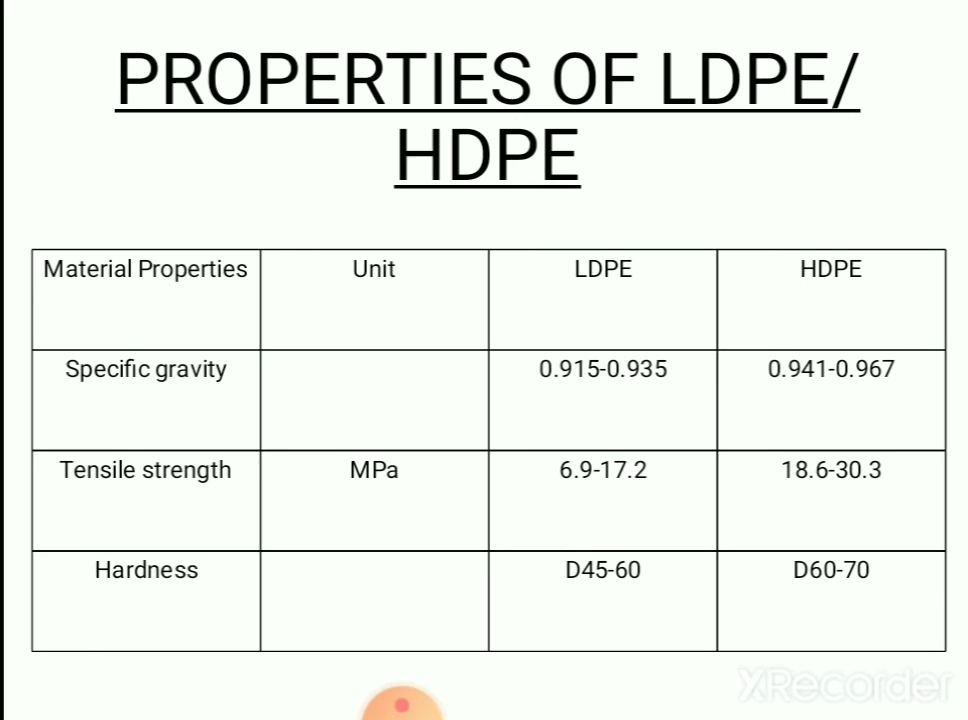 PROPERTIES OF LDPE/
HDPE
Material Properties Unit LDPE HDPE
Specific gravity 0.915-0.935 0.941-0.967
Tensile strength MPa 6.9-17.2 18.6-30.3
Hardness D45-60 D60-70
XRecorder